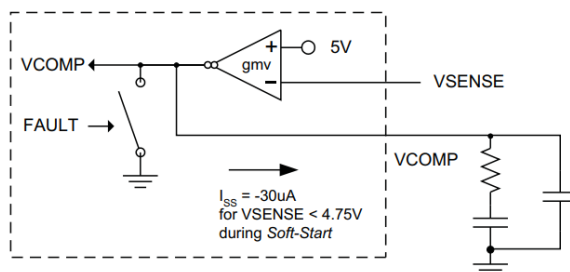 +
5V
VCOMP
gmv
−
VSENSE
FAULT
VCOMP
I_SS = -30uA
for VSENSE < 4.75V
during Soft-Start